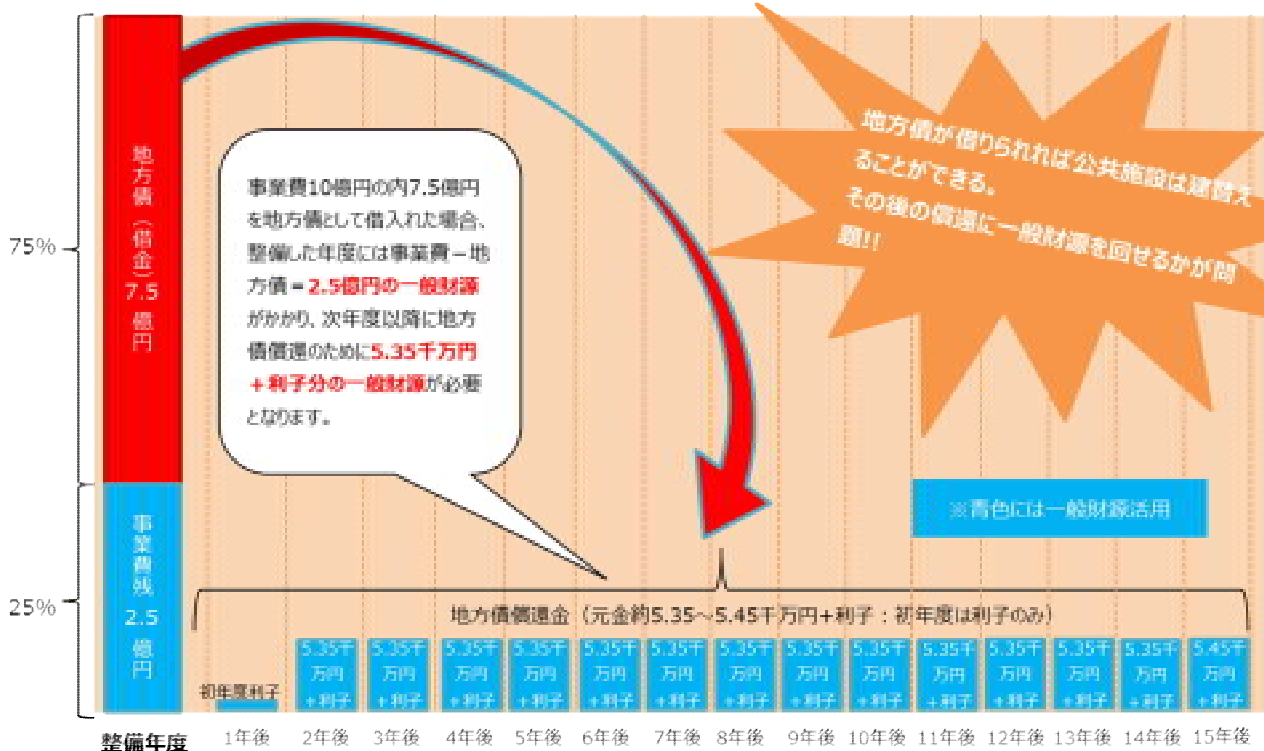 75%
25%
地方債（借金）7.5億円
事業費残 2.5億円
事業費10億円の内7.5億円
を地方債として借入れた場合、
整備した年度には事業費－地
方債＝2.5億円の一般財源
がかかり、次年度以降に地方
債償還のために5.35千万円
＋利子分の一般財源が必要
となります。
地方債が借りられれば公共施設は建替え
ることができる。
その後の償還に一般財源を回せるかが問
題!!
※青色には一般財源活用
地方債償還金（元金約5.35～5.45千万円＋利子：初年度は利子のみ）
初年度利子
5.35千万円＋利子
5.35千万円＋利子
5.35千万円＋利子
5.35千万円＋利子
5.35千万円＋利子
5.35千万円＋利子
5.35千万円＋利子
5.35千万円＋利子
5.35千万円＋利子
5.35千万円＋利子
5.35千万円＋利子
5.35千万円＋利子
5.35千万円＋利子
5.45千万円＋利子
整備年度 1年後 2年後 3年後 4年後 5年後 6年後 7年後 8年後 9年後 10年後 11年後 12年後 13年後 14年後 15年後